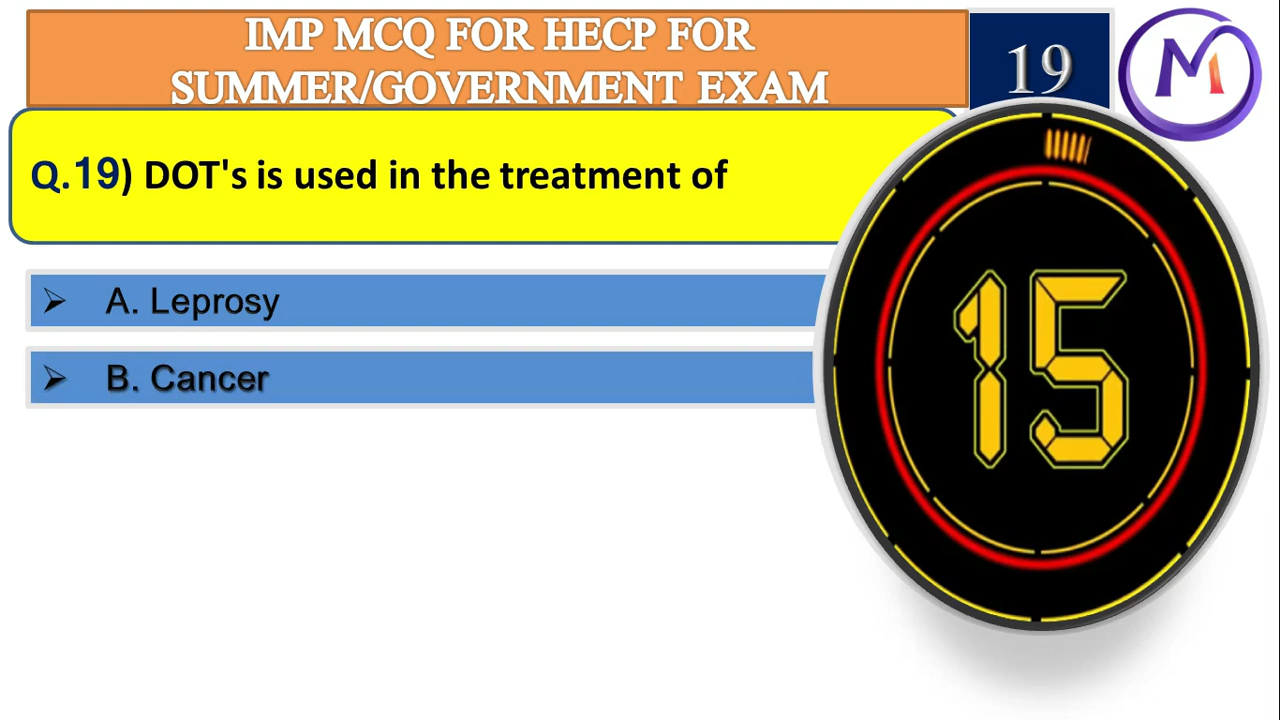 IMP MCQ FOR HECP FOR
SUMMER/GOVERNMENT EXAM
19
M
Q.19) DOT's is used in the treatment of
➢ A. Leprosy
➢ B. Cancer
15